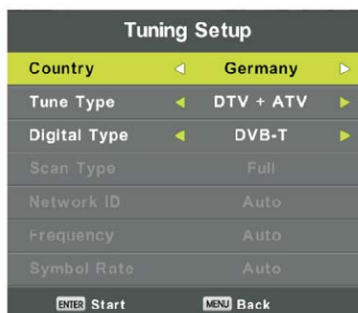 Tuning Setup
Country Germany
Tune Type DTV + ATV
Digital Type DVB-T
Scan Type Full
Network ID Auto
Frequency Auto
Symbol Rate Auto
ENTER Start MENU Back